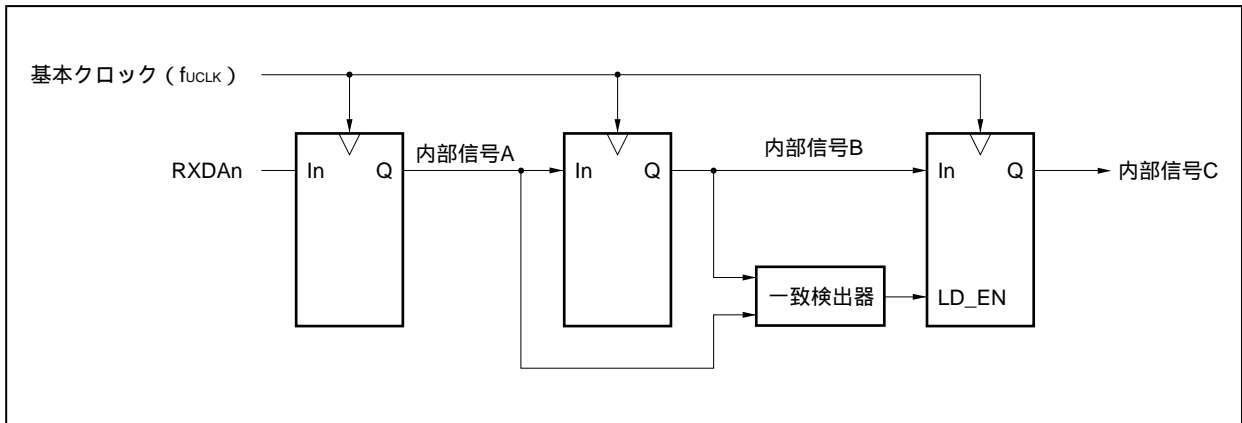 基本クロック（fUCLK）
RXDAn
In
Q
内部信号A
In
Q
内部信号B
In
Q
内部信号C
一致検出器
LD_EN